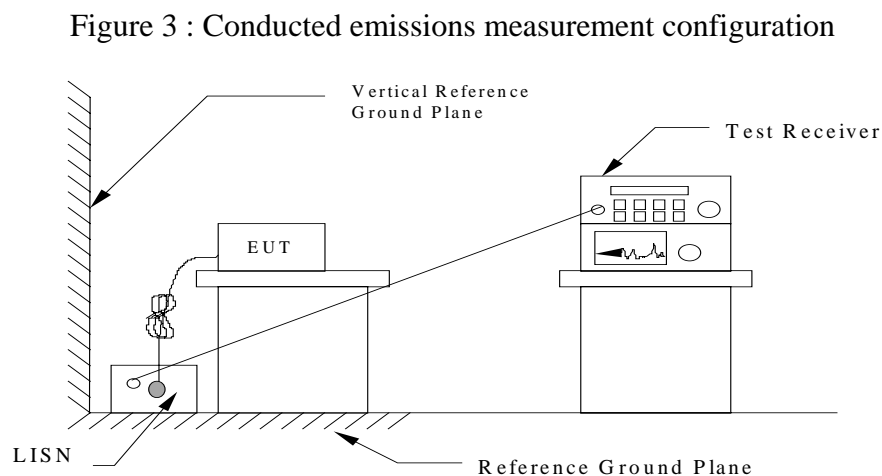 Figure 3 : Conducted emissions measurement configuration
Vertical Reference
Ground Plane
Test Receiver
EUT
LISN
Reference Ground Plane